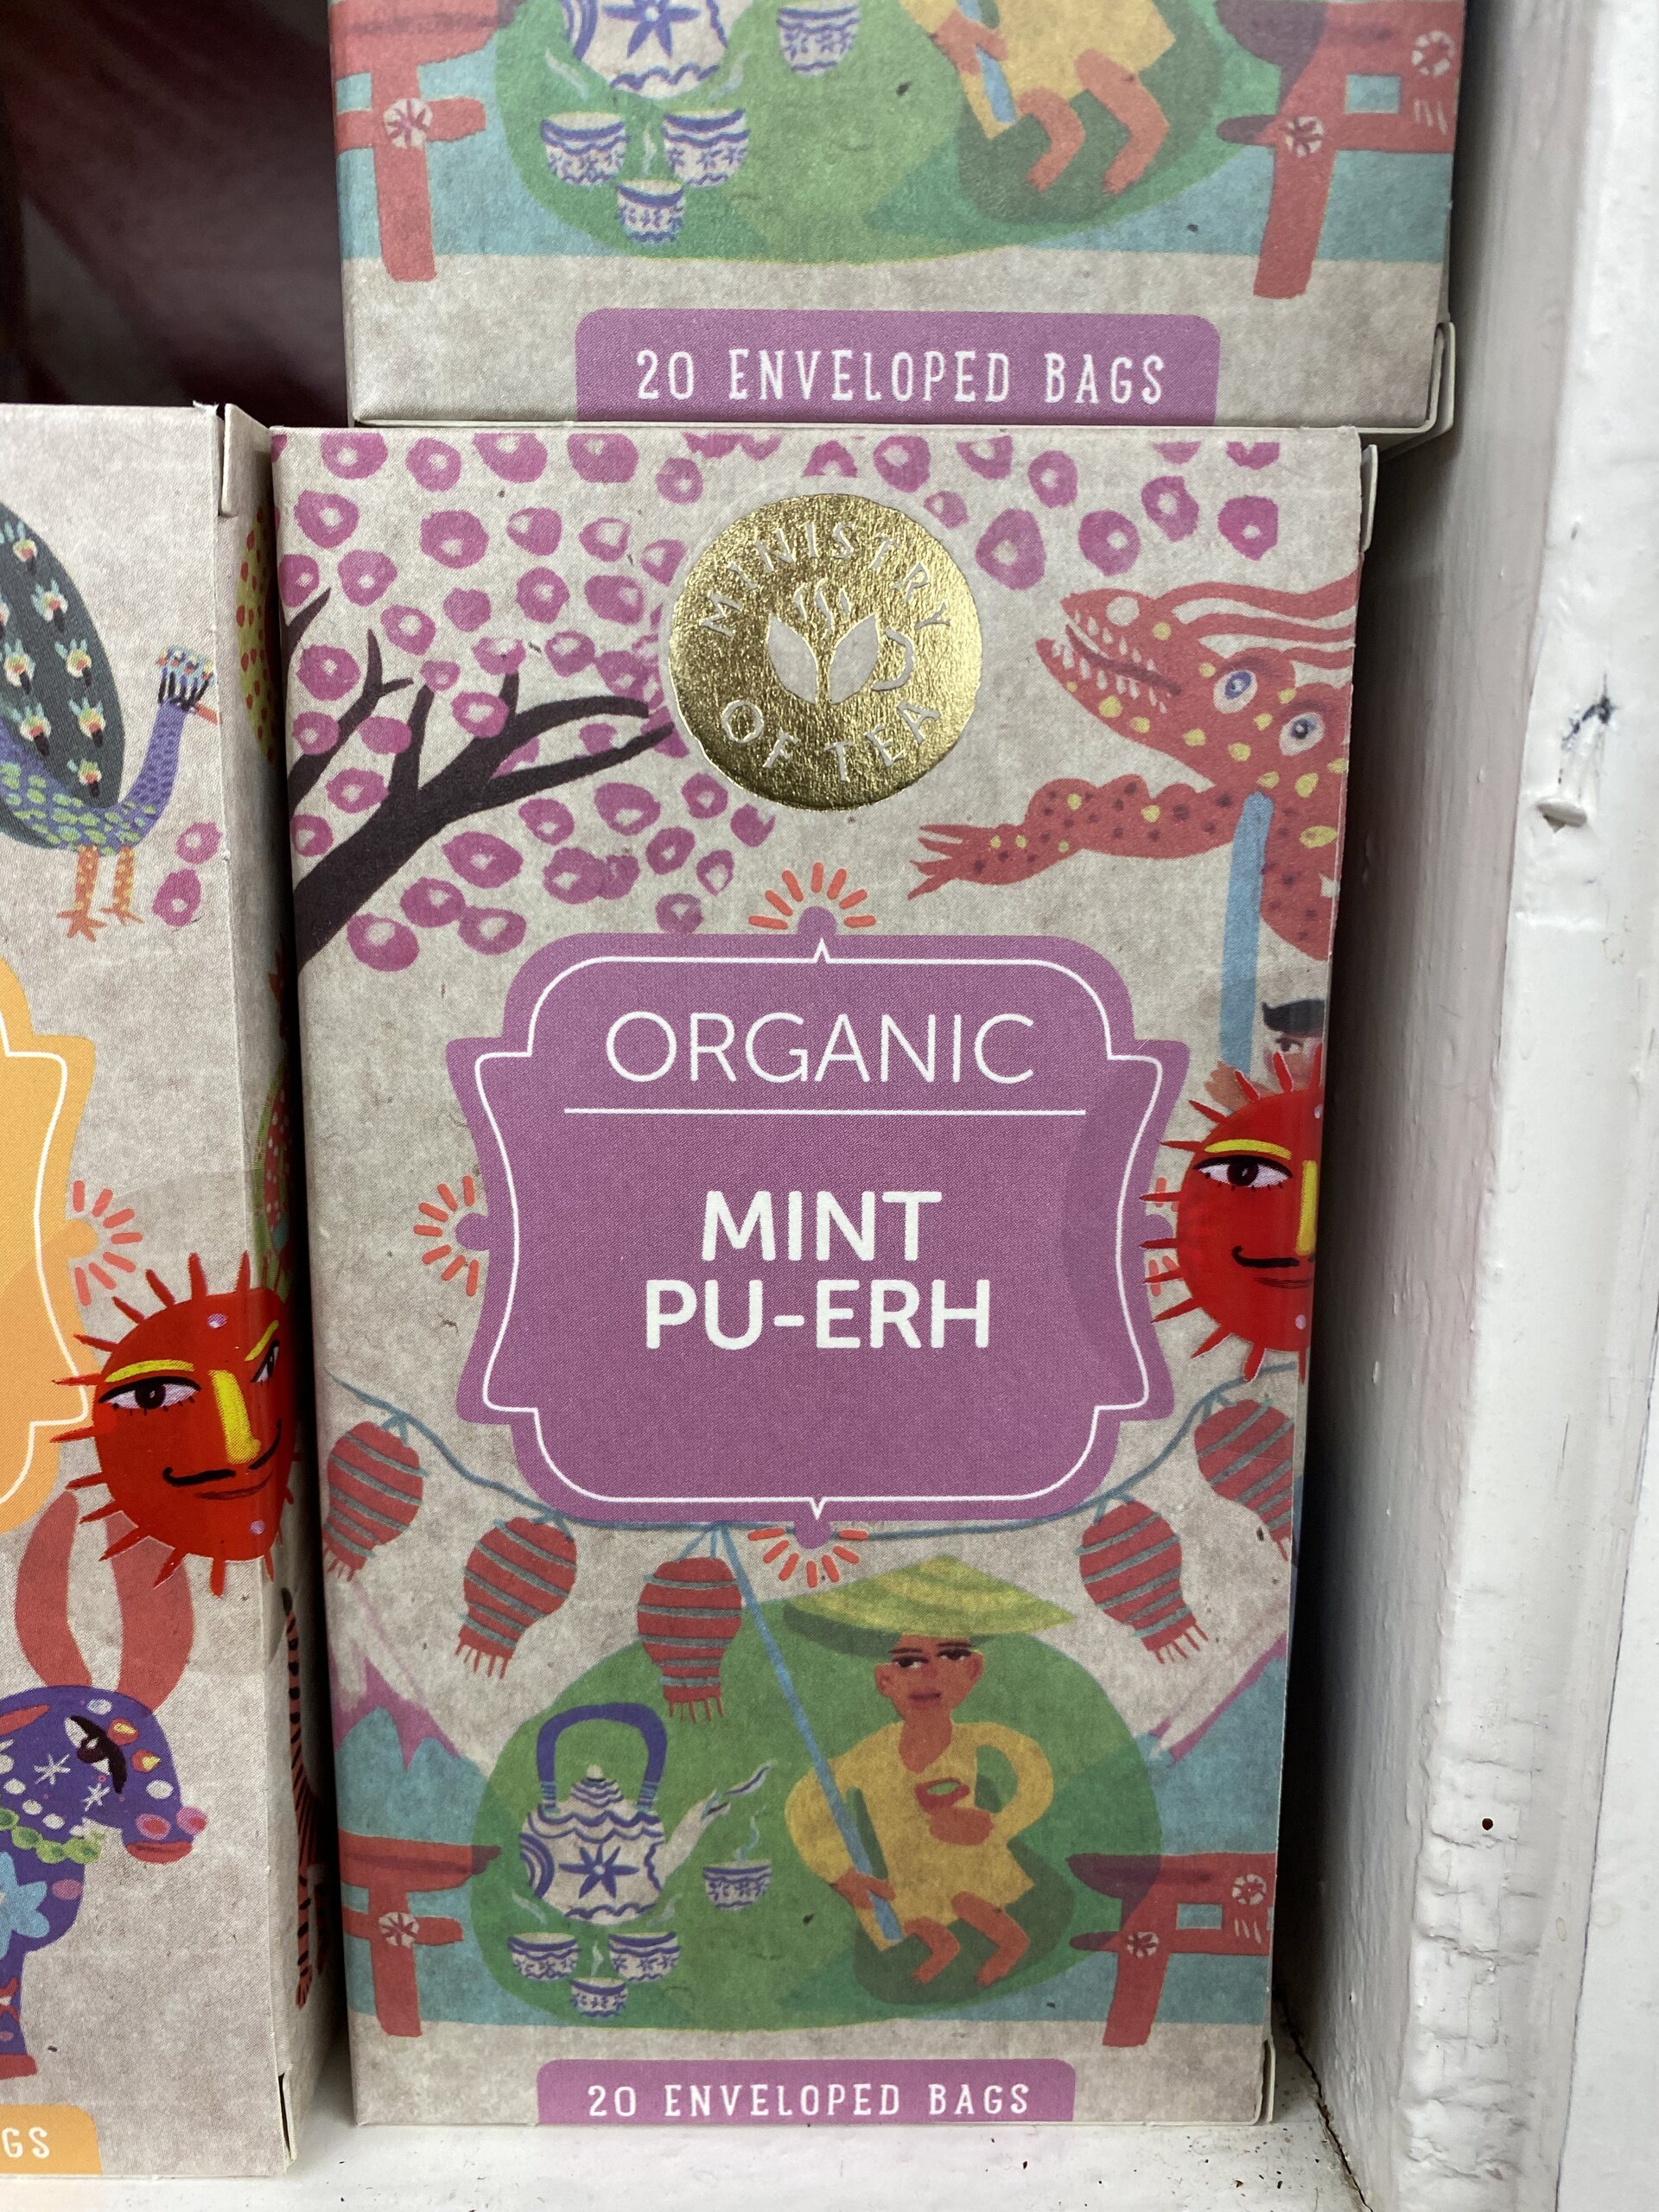 20 ENVELOPED BAGS
MINISTRY
OF TEA
ORGANIC
MINT
PU-ERH
20 ENVELOPED BAGS
GS